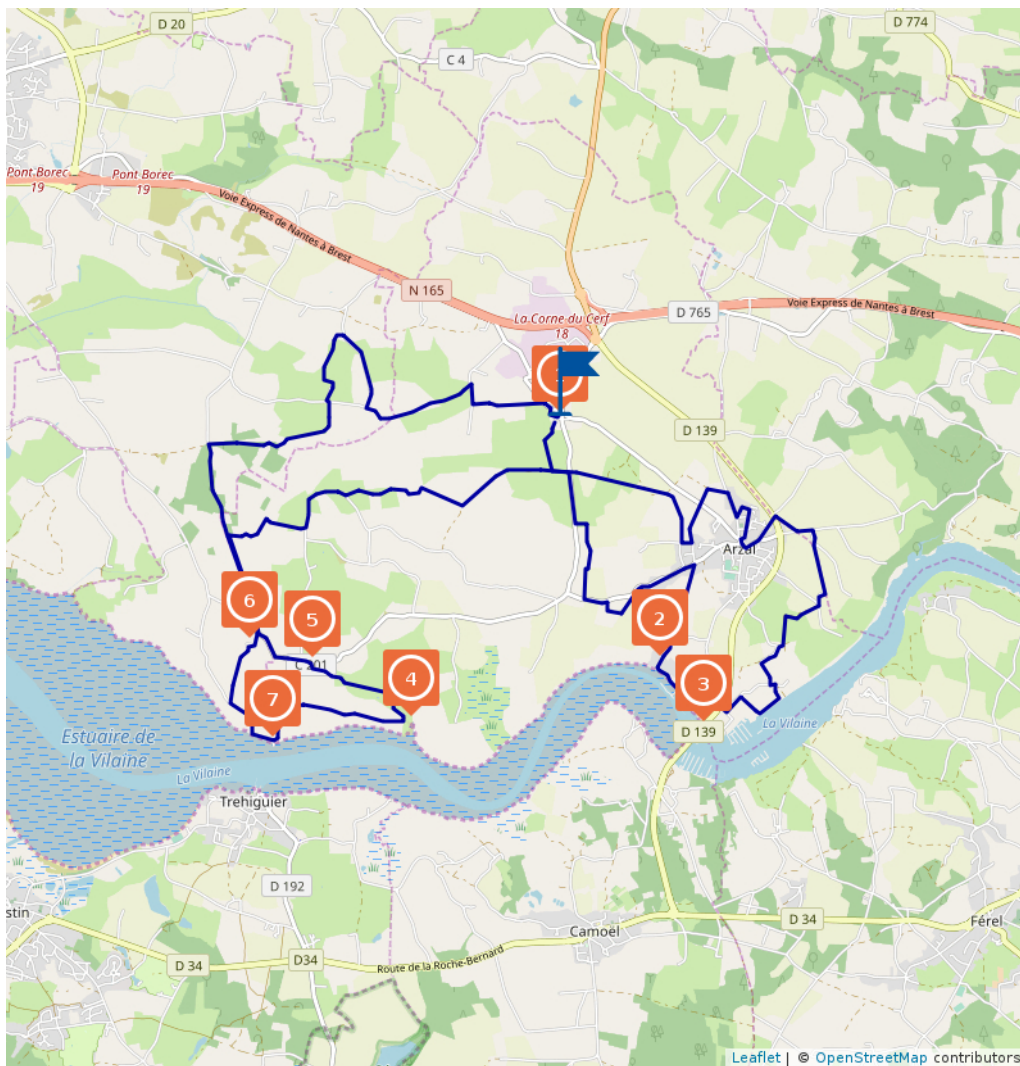 D 20
D 774
C 4
Pont Borec
19
Pont Borec
19
Voie Express de Nantes à Brest
N 165
La Corne du Cerf
18
D 765
Voie Express de Nantes à Brest
D 139
Arzal
6
5
2
4
3
7
D 139
La Vilaine
Estuaire de
la Vilaine
La Vilaine
Trehiguier
D 192
Camoël
D 34
Férel
stin
D 34
D34
Route de la Roche-Bernard
Leaflet | © OpenStreetMap contributors